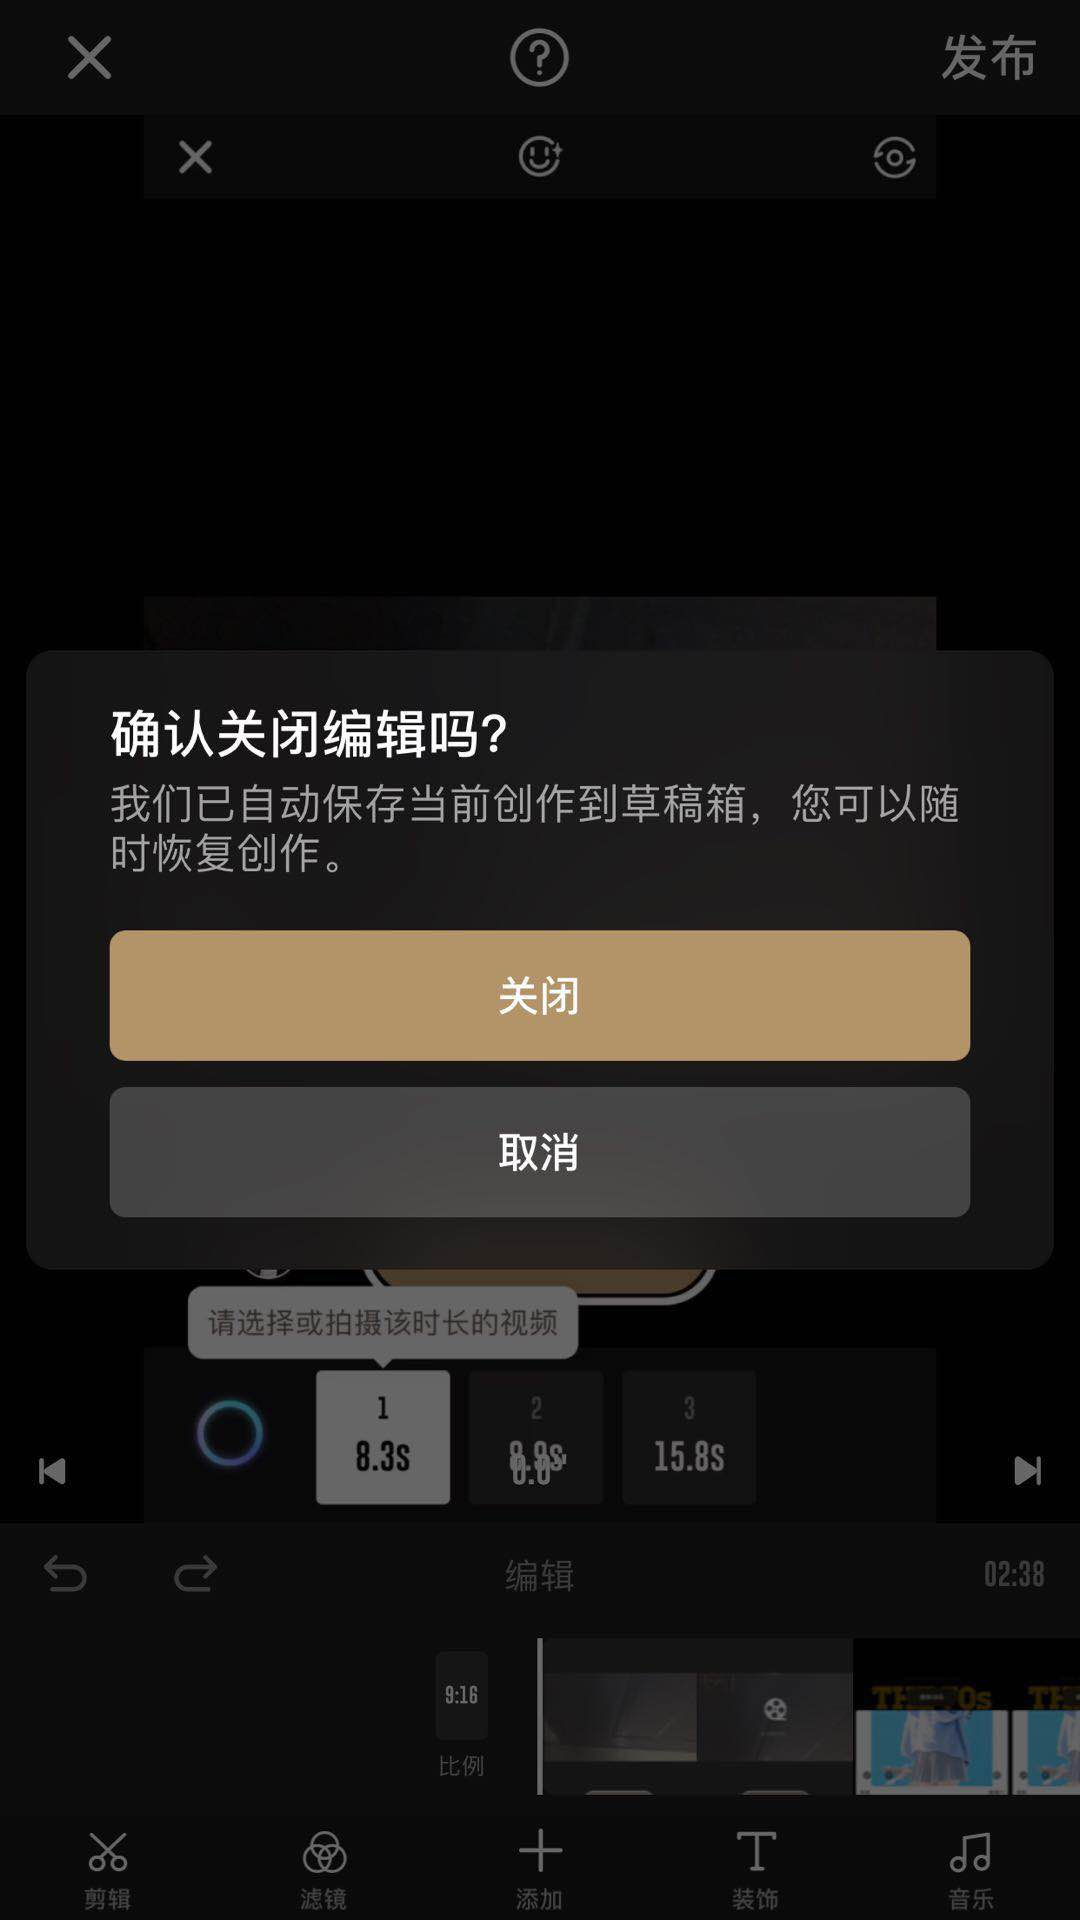 发布
确认关闭编辑吗?
我们已自动保存当前创作到草稿箱，您可以随
时恢复创作。
关闭
取消
请选择或拍摄该时长的视频
1
2
3
8.3s
15.8s
0.0"
编辑
02:38
9:16
比例
剪辑
滤镜
添加
装饰
音乐